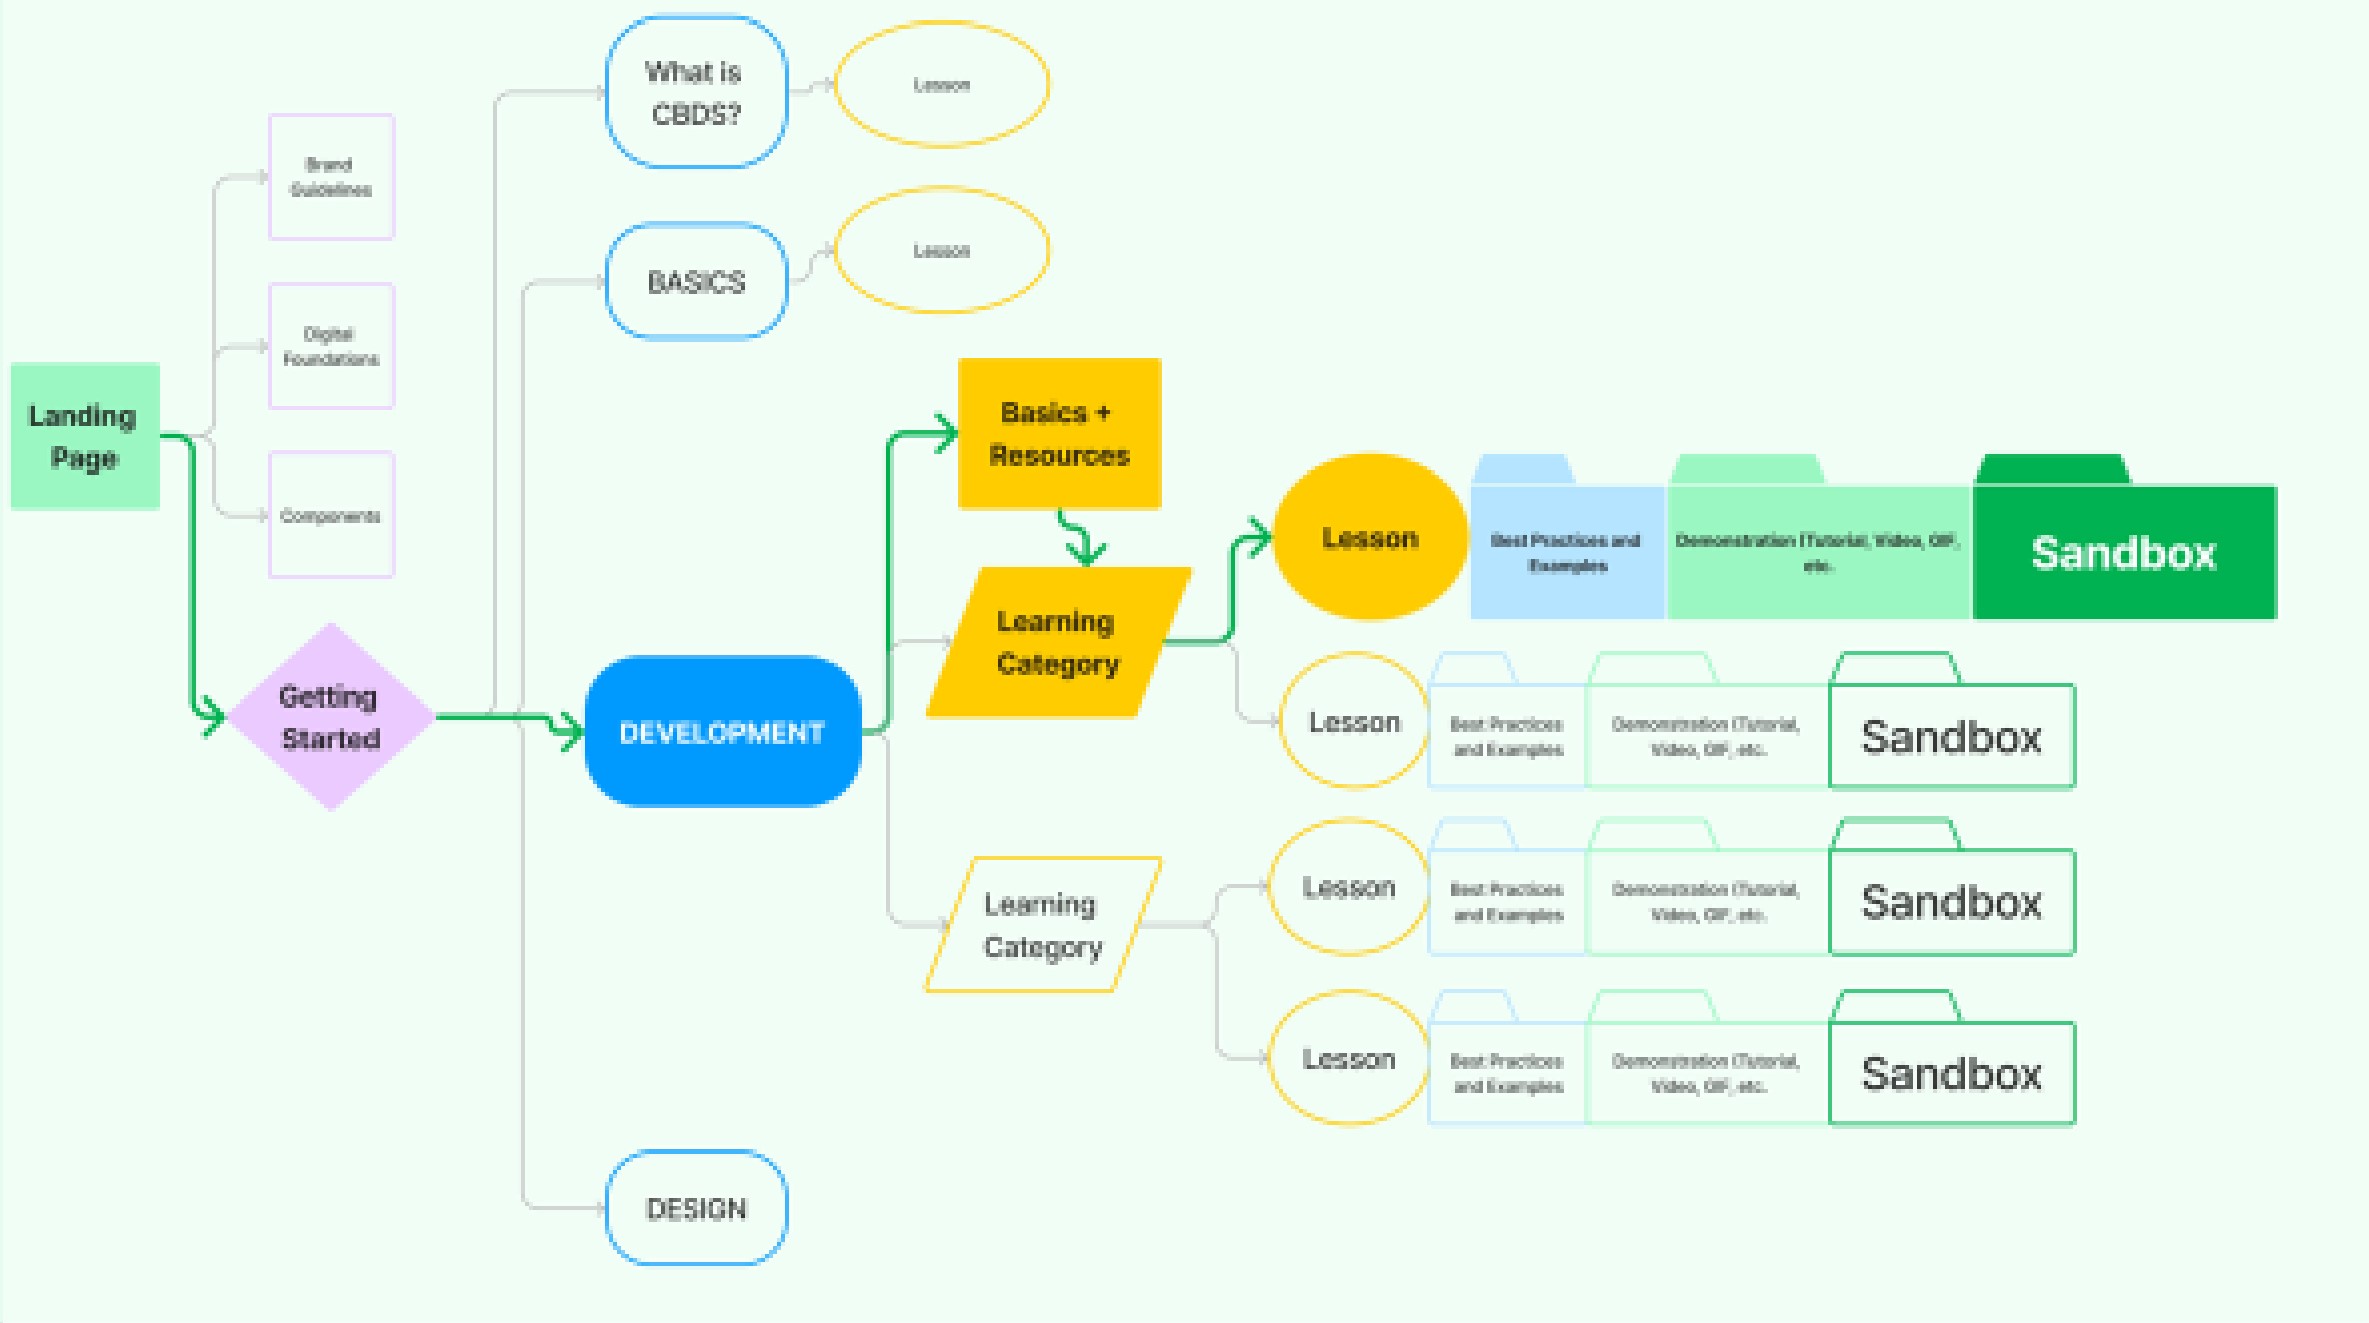 What is
CBDS?
Lesson
Brand
Guidelines
BASICS
Lesson
Digital
Foundations
Landing
Page
Components
Getting
Started
DEVELOPMENT
Basics +
Resources
Learning
Category
Lesson
Best Practices and
Examples
Demonstration (Tutorial, Video, GIF,
etc.
Sandbox
Lesson
Best Practices
and Examples
Demonstration (Tutorial,
Video, GIF, etc.
Sandbox
Learning
Category
Lesson
Best Practices
and Examples
Demonstration (Tutorial,
Video, GIF, etc.
Sandbox
Lesson
Best Practices
and Examples
Demonstration (Tutorial,
Video, GIF, etc.
Sandbox
DESIGN